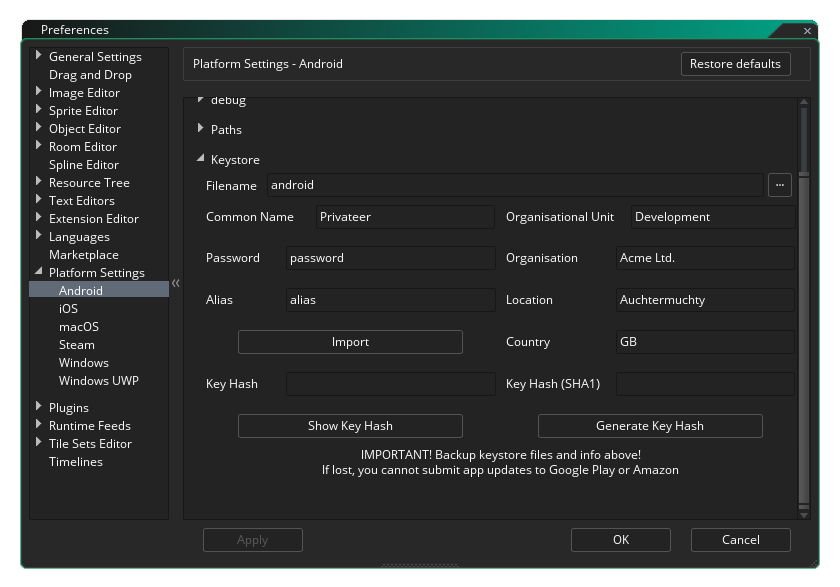 Preferences
General Settings
Drag and Drop
Image Editor
Sprite Editor
Object Editor
Room Editor
Spline Editor
Resource Tree
Text Editors
Extension Editor
Languages
Marketplace
Platform Settings
Android
iOS
macOS
Steam
Windows
Windows UWP
Plugins
Runtime Feeds
Tile Sets Editor
Timelines
Platform Settings - Android
Restore defaults
debug
Paths
Keystore
Filename android ...
Common Name Privateer Organisational Unit Development
Password password Organisation Acme Ltd.
Alias alias Location Auchtermuchty
Import Country GB
Key Hash Key Hash (SHA1)
Show Key Hash Generate Key Hash
IMPORTANT! Backup keystore files and info above!
If lost, you cannot submit app updates to Google Play or Amazon
Apply OK Cancel